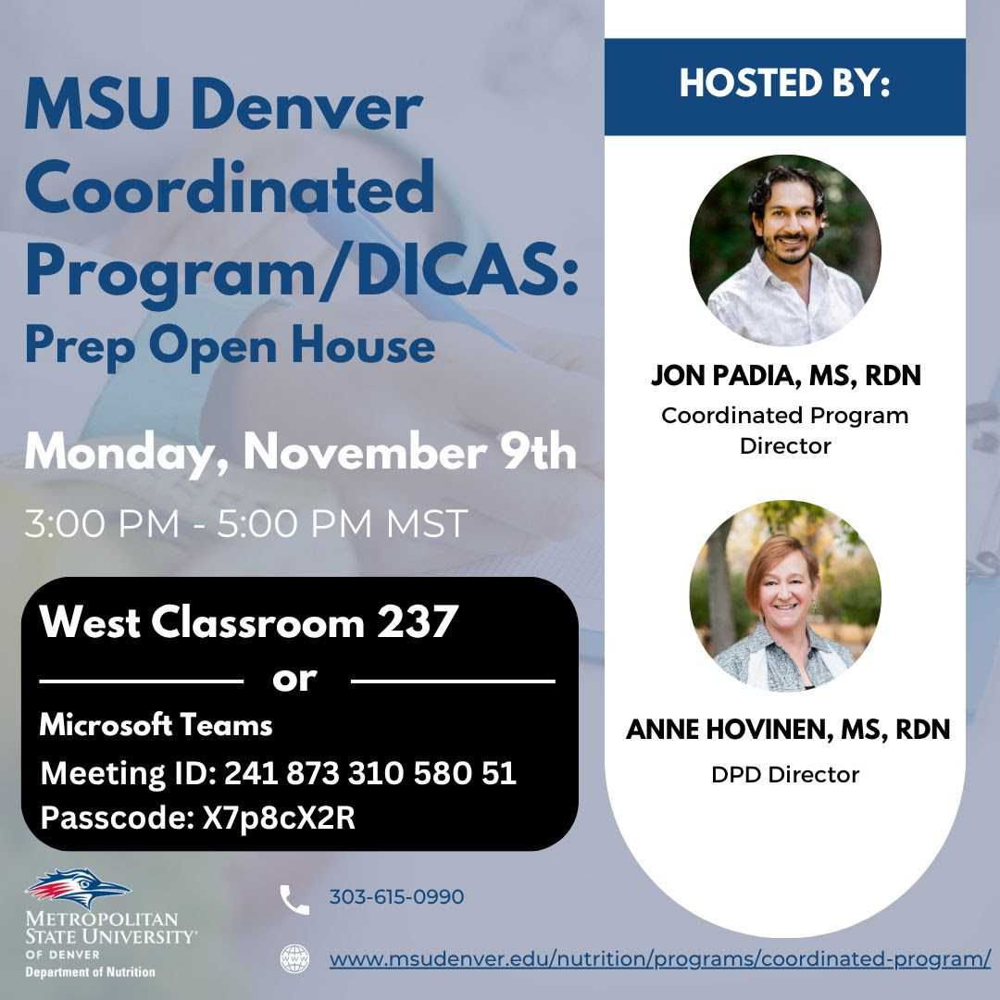 MSU Denver
Coordinated
Program/DICAS:
Prep Open House
Monday, November 9th
3:00 PM - 5:00 PM MST
West Classroom 237
or
Microsoft Teams
Meeting ID: 241 873 310 580 51
Passcode: X7p8cX2R
HOSTED BY:
JON PADIA, MS, RDN
Coordinated Program
Director
ANNE HOVINEN, MS, RDN
DPD Director
METROPOLITAN
STATE UNIVERSITY
OF DENVER
Department of Nutrition
303-615-0990
www.msudenver.edu/nutrition/programs/coordinated-program/